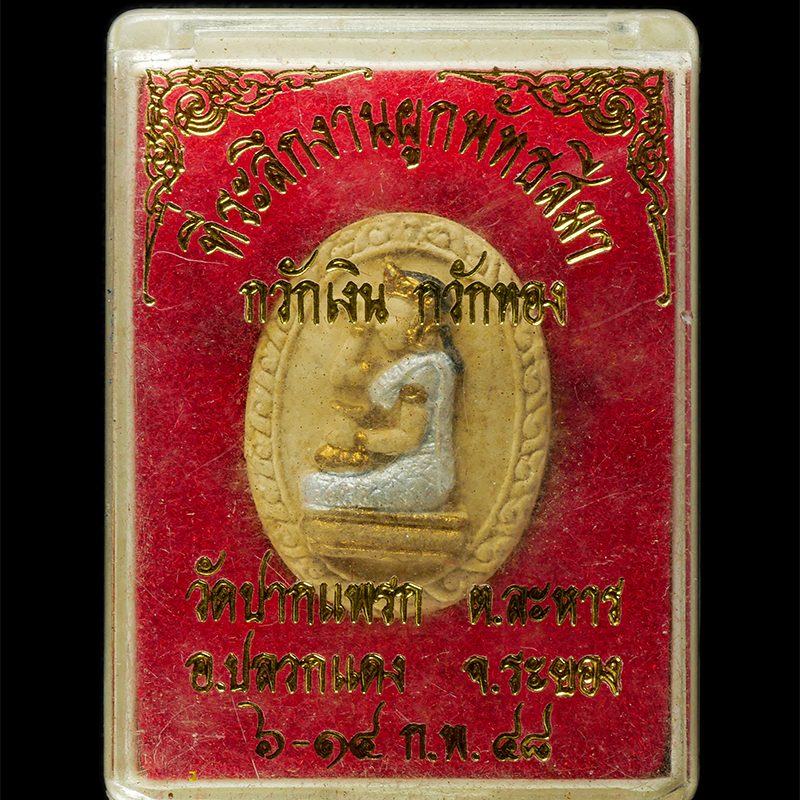 ที่ระลึกงานผูกพัทธสีมา
กวักเงิน กวักทอง
วัดปากแพรก ต.ละหาร
อ.ปลวกแดง จ.ระยอง
๖-๑๔ ก.พ. ๔๘